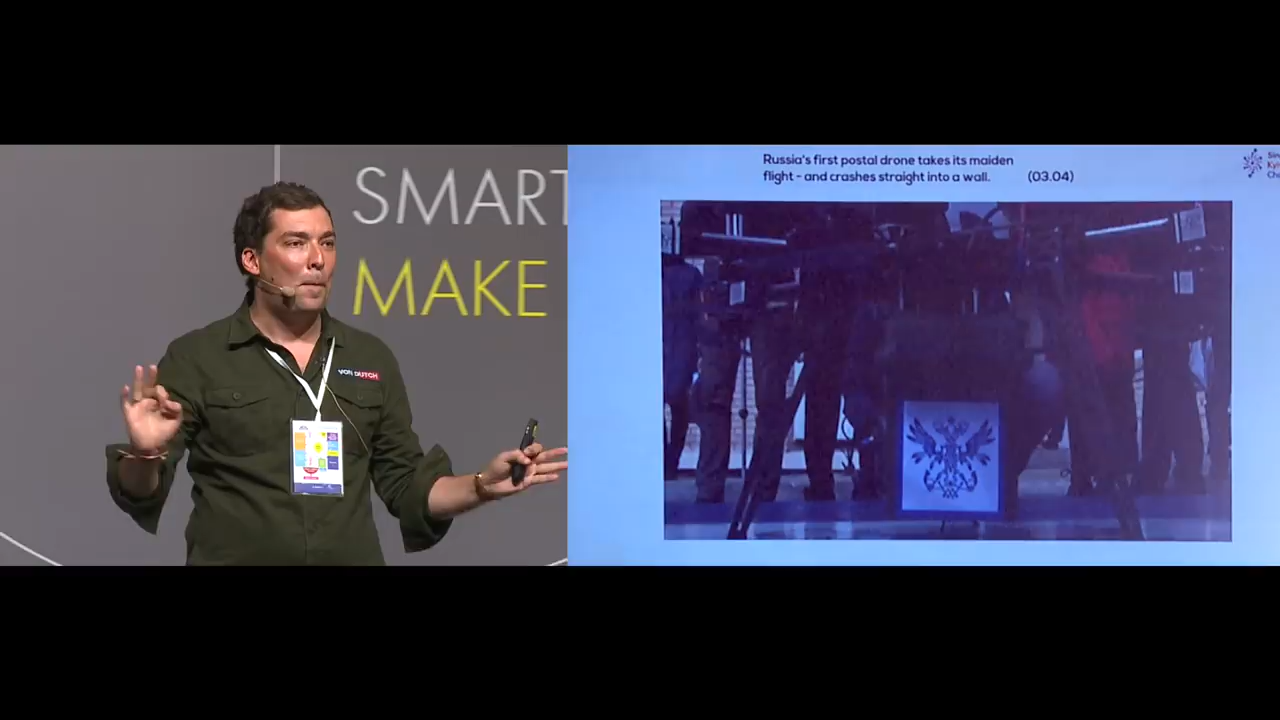 SMART
MAKE
VON DUTCH
Russia's first postal drone takes its maiden
flight - and crashes straight into a wall. (03.04)